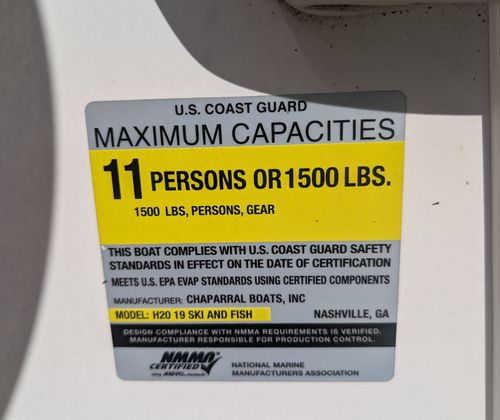 U.S. COAST GUARD
MAXIMUM CAPACITIES
11 PERSONS OR 1500 LBS.
1500 LBS, PERSONS, GEAR
THIS BOAT COMPLIES WITH U.S. COAST GUARD SAFETY
STANDARDS IN EFFECT ON THE DATE OF CERTIFICATION
MEETS U.S. EPA EVAP STANDARDS USING CERTIFIED COMPONENTS
MANUFACTURER: CHAPARRAL BOATS, INC
MODEL: H20 19 SKI AND FISH NASHVILLE, GA
DESIGN COMPLIANCE WITH NMMA REQUIREMENTS IS VERIFIED.
MANUFACTURER RESPONSIBLE FOR PRODUCTION CONTROL.
NMMA
CERTIFIED
NATIONAL MARINE
MANUFACTURERS ASSOCIATION